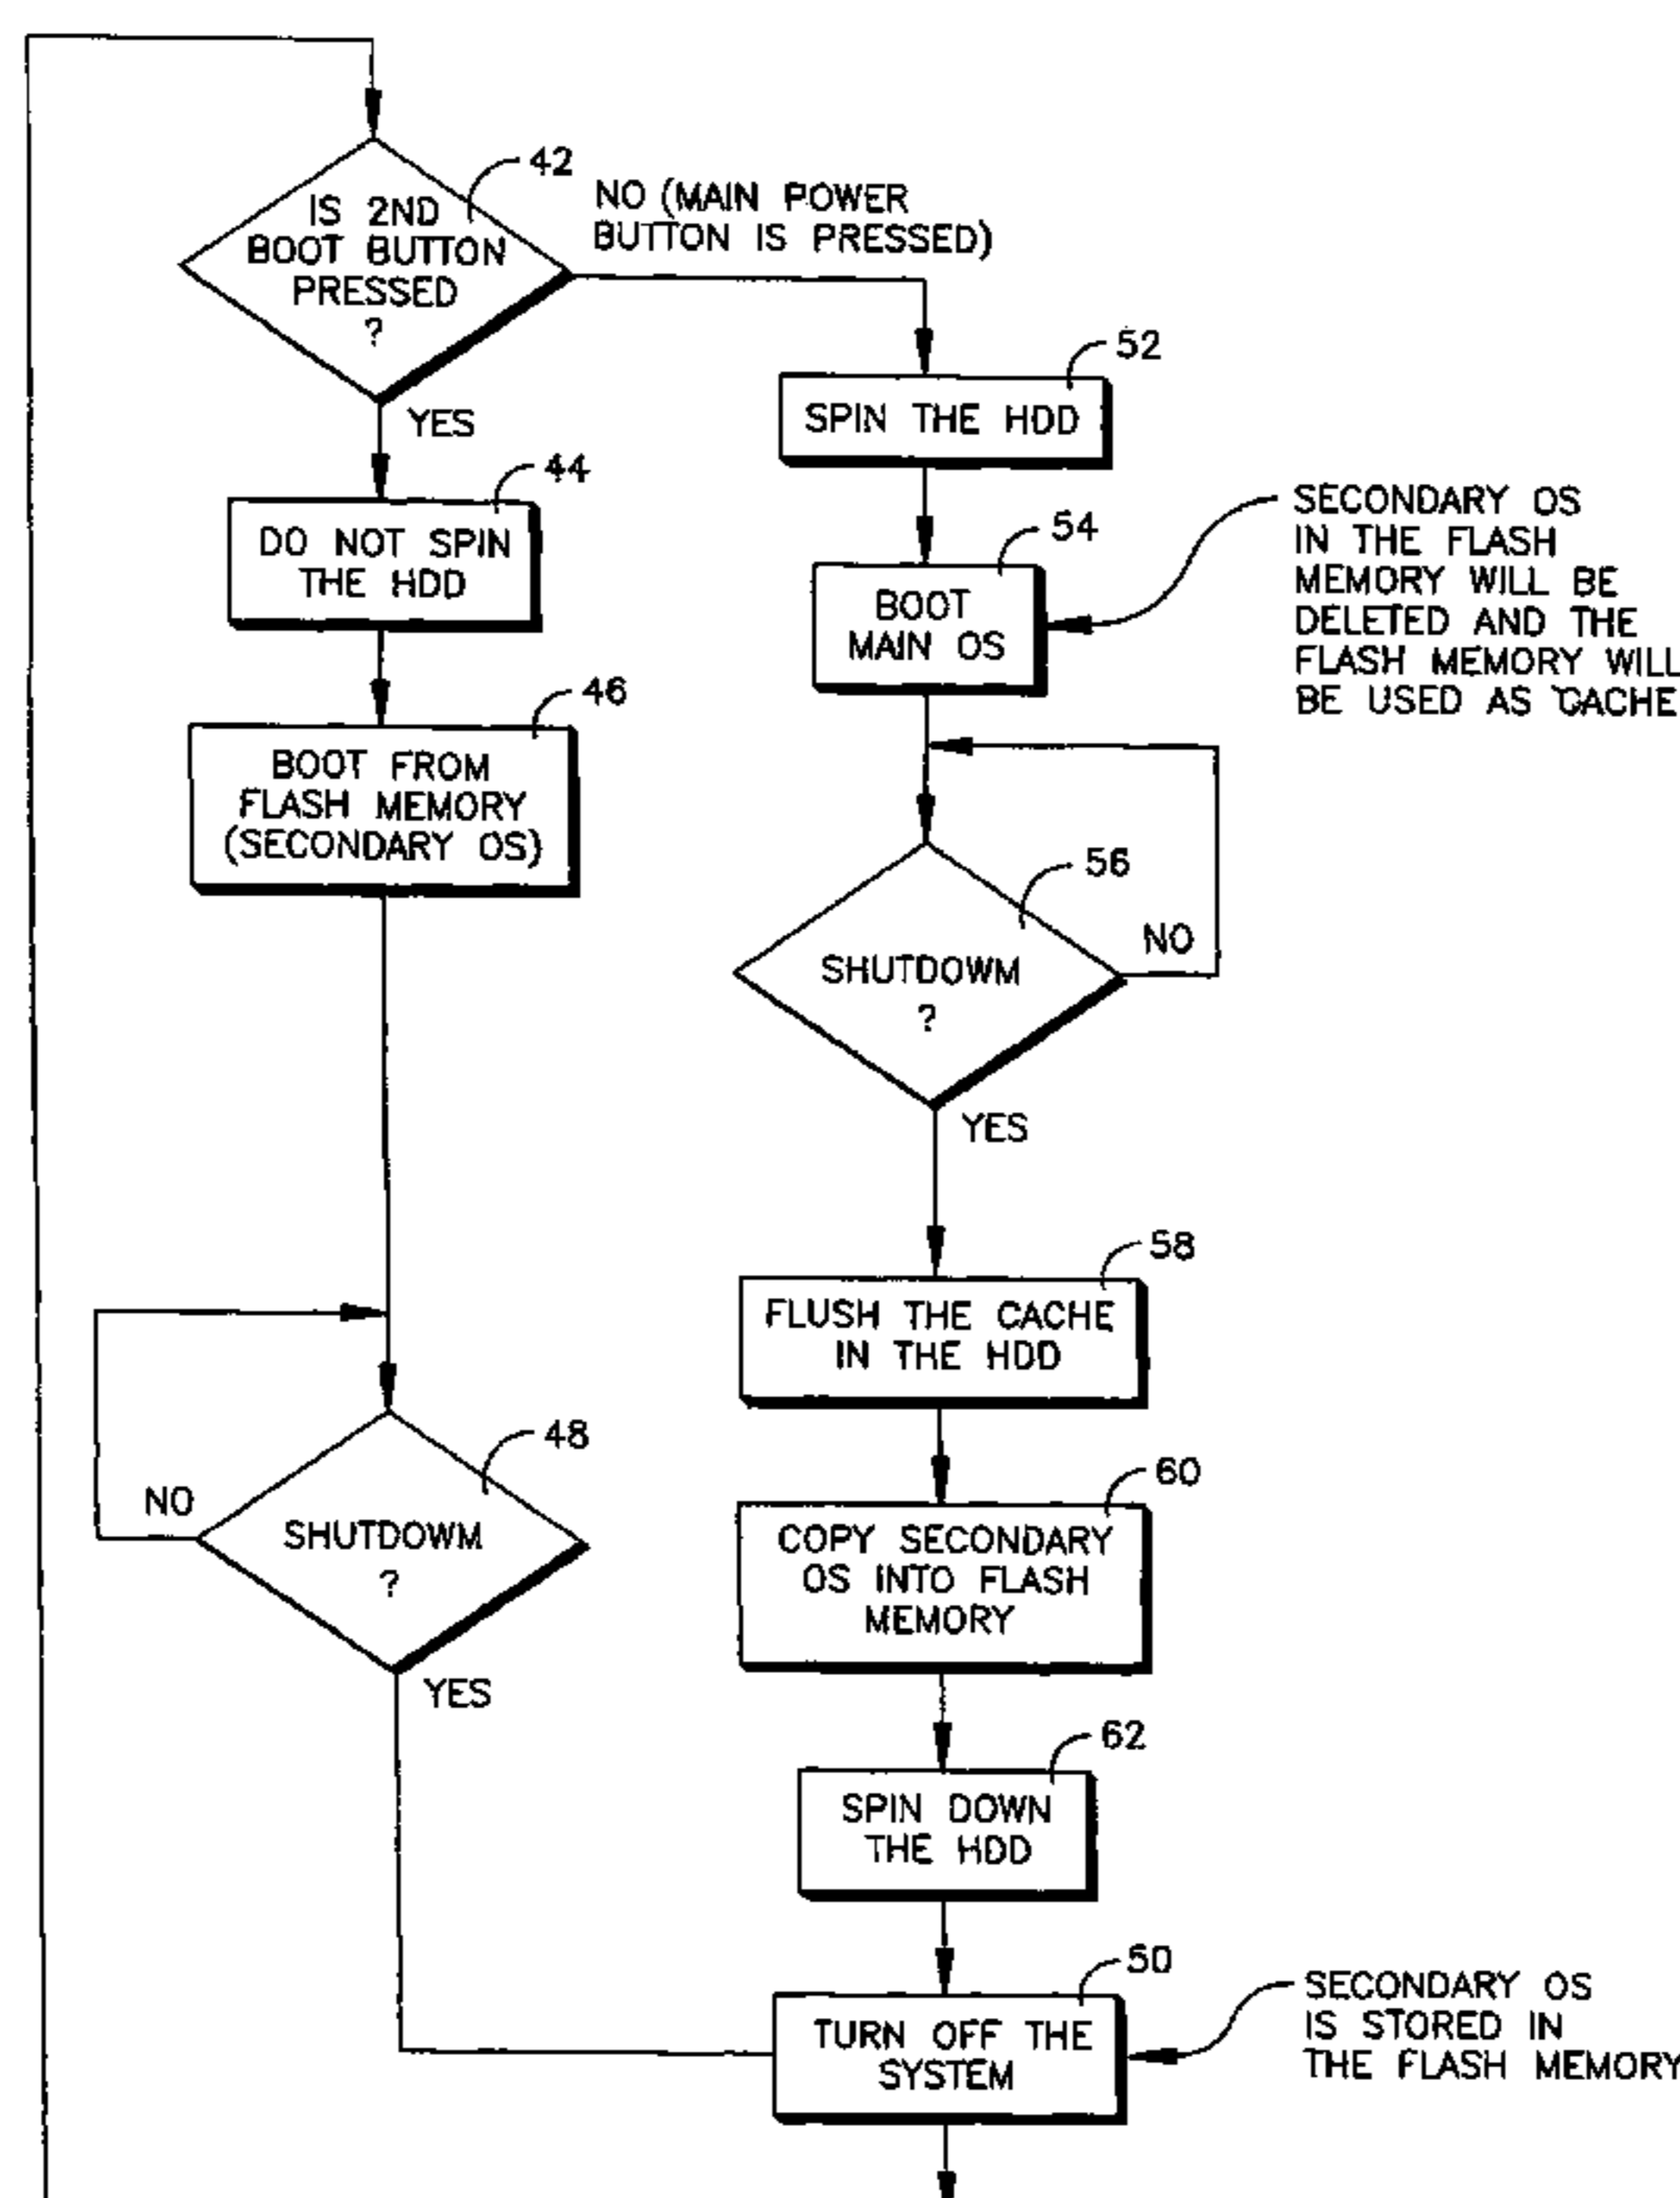 42
IS 2ND
BOOT BUTTON
PRESSED
?
NO (MAIN POWER
BUTTON IS PRESSED)
YES
44
DO NOT SPIN
THE HDD
46
BOOT FROM
FLASH MEMORY
(SECONDARY OS)
48
SHUTDOWM
?
NO
YES
52
SPIN THE HDD
54
BOOT
MAIN OS
SECONDARY OS
IN THE FLASH
MEMORY WILL BE
DELETED AND THE
FLASH MEMORY WILL
BE USED AS CACHE
56
SHUTDOWM
?
NO
YES
58
FLUSH THE CACHE
IN THE HDD
60
COPY SECONDARY
OS INTO FLASH
MEMORY
62
SPIN DOWN
THE HDD
50
TURN OFF THE
SYSTEM
SECONDARY OS
IS STORED IN
THE FLASH MEMORY